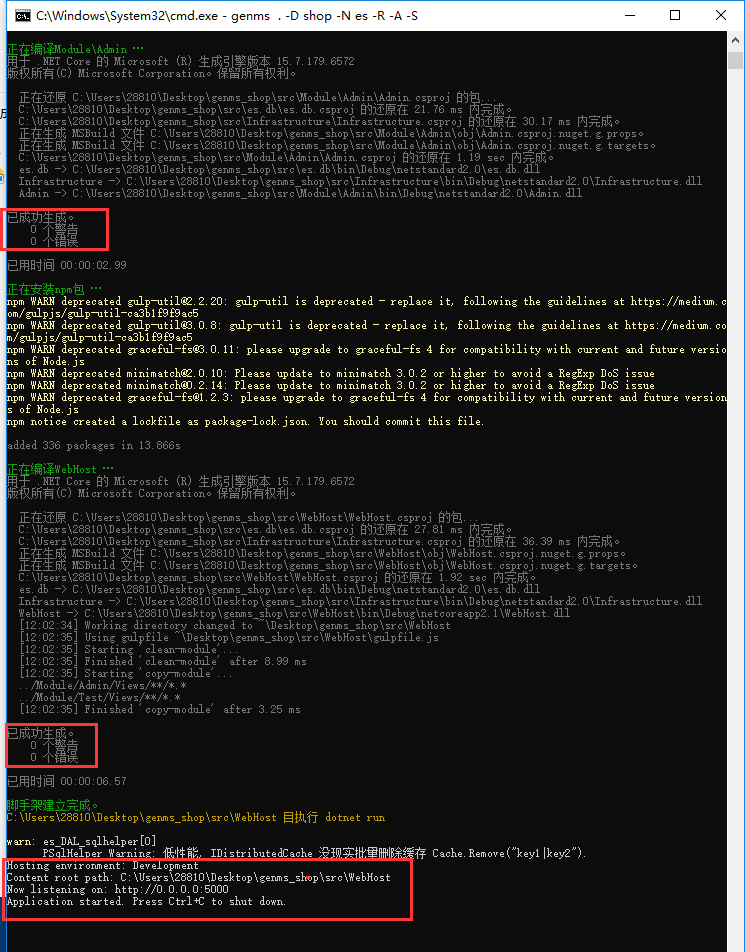 C:\Windows\System32\cmd.exe - genms . -D shop -N es -R -A -S
正在编译Module\Admin …
用于 .NET Core 的 Microsoft (R) 生成引擎版本 15.7.179.6572
版权所有(C) Microsoft Corporation。保留所有权利。
正在还原 C:\Users\28810\Desktop\genms_shop\src\Module\Admin\Admin.csproj 的包...
C:\Users\28810\Desktop\genms_shop\src\es.db\es.db.csproj 的还原在 21.76 ms 内完成。
C:\Users\28810\Desktop\genms_shop\src\Infrastructure\Infrastructure.csproj 的还原在 30.17 ms 内完成。
正在生成 MSBuild 文件 C:\Users\28810\Desktop\genms_shop\src\Module\Admin\obj\Admin.csproj.nuget.g.props。
正在生成 MSBuild 文件 C:\Users\28810\Desktop\genms_shop\src\Module\Admin\obj\Admin.csproj.nuget.g.targets。
C:\Users\28810\Desktop\genms_shop\src\Module\Admin\Admin.csproj 的还原在 1.19 sec 内完成。
es.db -> C:\Users\28810\Desktop\genms_shop\src\es.db\bin\Debug\netstandard2.0\es.db.dll
Infrastructure -> C:\Users\28810\Desktop\genms_shop\src\Infrastructure\bin\Debug\netstandard2.0\Infrastructure.dll
Admin -> C:\Users\28810\Desktop\genms_shop\src\Module\Admin\bin\Debug\netstandard2.0\Admin.dll
已成功生成。
0 个警告
0 个错误
已用时间 00:00:02.99
正在安装npm包 …
npm WARN deprecated gulp-util@2.2.20: gulp-util is deprecated - replace it, following the guidelines at https://medium.c
om/gulpjs/gulp-util-ca3b1f9f9ac5
npm WARN deprecated gulp-util@3.0.8: gulp-util is deprecated - replace it, following the guidelines at https://medium.co
m/gulpjs/gulp-util-ca3b1f9f9ac5
npm WARN deprecated graceful-fs@3.0.11: please upgrade to graceful-fs 4 for compatibility with current and future versio
ns of Node.js
npm WARN deprecated minimatch@2.0.10: Please update to minimatch 3.0.2 or higher to avoid a RegExp DoS issue
npm WARN deprecated minimatch@0.2.14: Please update to minimatch 3.0.2 or higher to avoid a RegExp DoS issue
npm WARN deprecated graceful-fs@1.2.3: please upgrade to graceful-fs 4 for compatibility with current and future version
s of Node.js
npm notice created a lockfile as package-lock.json. You should commit this file.
added 336 packages in 13.866s
正在编译WebHost …
用于 .NET Core 的 Microsoft (R) 生成引擎版本 15.7.179.6572
版权所有(C) Microsoft Corporation。保留所有权利。
正在还原 C:\Users\28810\Desktop\genms_shop\src\WebHost\WebHost.csproj 的包...
C:\Users\28810\Desktop\genms_shop\src\es.db\es.db.csproj 的还原在 27.81 ms 内完成。
C:\Users\28810\Desktop\genms_shop\src\Infrastructure\Infrastructure.csproj 的还原在 36.39 ms 内完成。
正在生成 MSBuild 文件 C:\Users\28810\Desktop\genms_shop\src\WebHost\obj\WebHost.csproj.nuget.g.props。
正在生成 MSBuild 文件 C:\Users\28810\Desktop\genms_shop\src\WebHost\obj\WebHost.csproj.nuget.g.targets。
C:\Users\28810\Desktop\genms_shop\src\WebHost\WebHost.csproj 的还原在 1.92 sec 内完成。
es.db -> C:\Users\28810\Desktop\genms_shop\src\es.db\bin\Debug\netstandard2.0\es.db.dll
Infrastructure -> C:\Users\28810\Desktop\genms_shop\src\Infrastructure\bin\Debug\netstandard2.0\Infrastructure.dll
WebHost -> C:\Users\28810\Desktop\genms_shop\src\WebHost\bin\Debug\netcoreapp2.1\WebHost.dll
[12:02:34] Working directory changed to ~\Desktop\genms_shop\src\WebHost
[12:02:35] Using gulpfile ~\Desktop\genms_shop\src\WebHost\gulpfile.js
[12:02:35] Starting 'clean-module'...
[12:02:35] Finished 'clean-module' after 8.99 ms
[12:02:35] Starting 'copy-module'...
../Module/Admin/Views/**/*.*
../Module/Test/Views/**/*.*
[12:02:35] Finished 'copy-module' after 3.25 ms
已成功生成。
0 个警告
0 个错误
已用时间 00:00:06.57
脚手架建立完成。
C:\Users\28810\Desktop\genms_shop\src\WebHost 目执行 dotnet run
warn: es_DAL_sqlhelper[0]
PSqlHelper Warning: 低性能, IDistributedCache 没现实批量删除缓存 Cache.Remove("key1|key2").
Hosting environment: Development
Content root path: C:\Users\28810\Desktop\genms_shop\src\WebHost
Now listening on: http://0.0.0.0:5000
Application started. Press Ctrl+C to shut down.